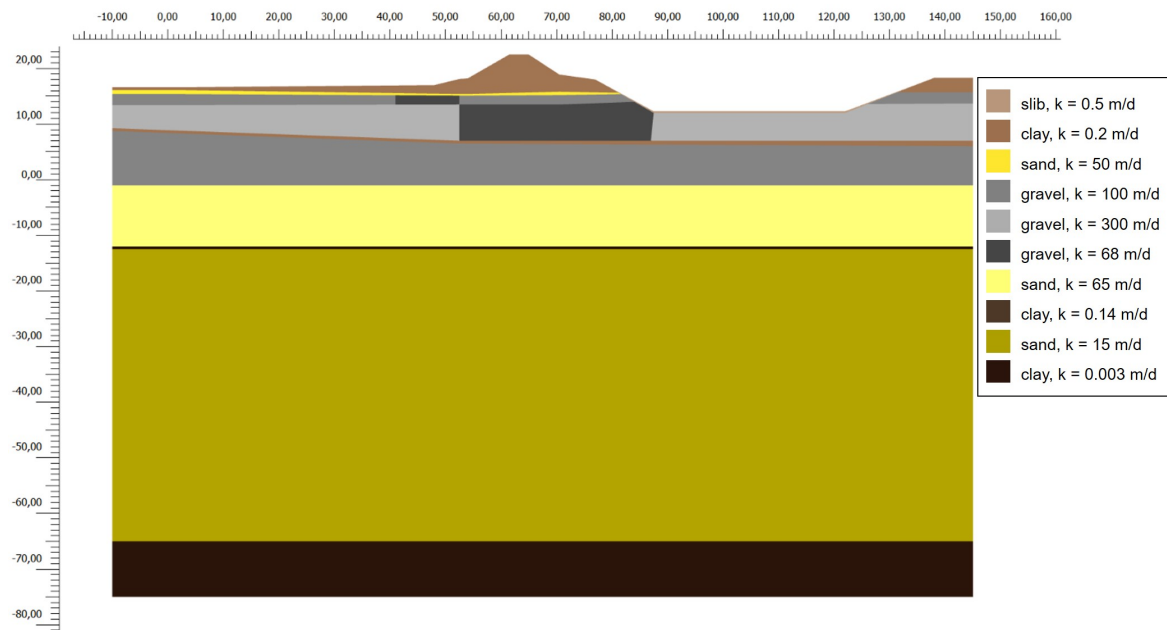 -10,00 0,00 10,00 20,00 30,00 40,00 50,00 60,00 70,00 80,00 90,00 100,00 110,00 120,00 130,00 140,00 150,00 160,00
20,00
10,00
0,00
-10,00
-20,00
-30,00
-40,00
-50,00
-60,00
-70,00
-80,00
slib, k = 0.5 m/d
clay, k = 0.2 m/d
sand, k = 50 m/d
gravel, k = 100 m/d
gravel, k = 300 m/d
gravel, k = 68 m/d
sand, k = 65 m/d
clay, k = 0.14 m/d
sand, k = 15 m/d
clay, k = 0.003 m/d